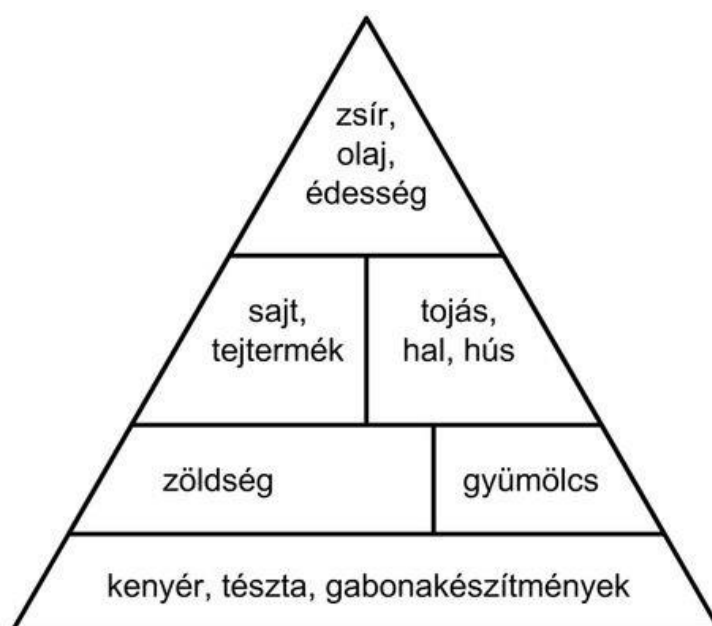 zsír,
olaj,
édesség
sajt,
tejtermék
tojás,
hal, hús
zöldség
gyümölcs
kenyér, tészta, gabonakészítmények